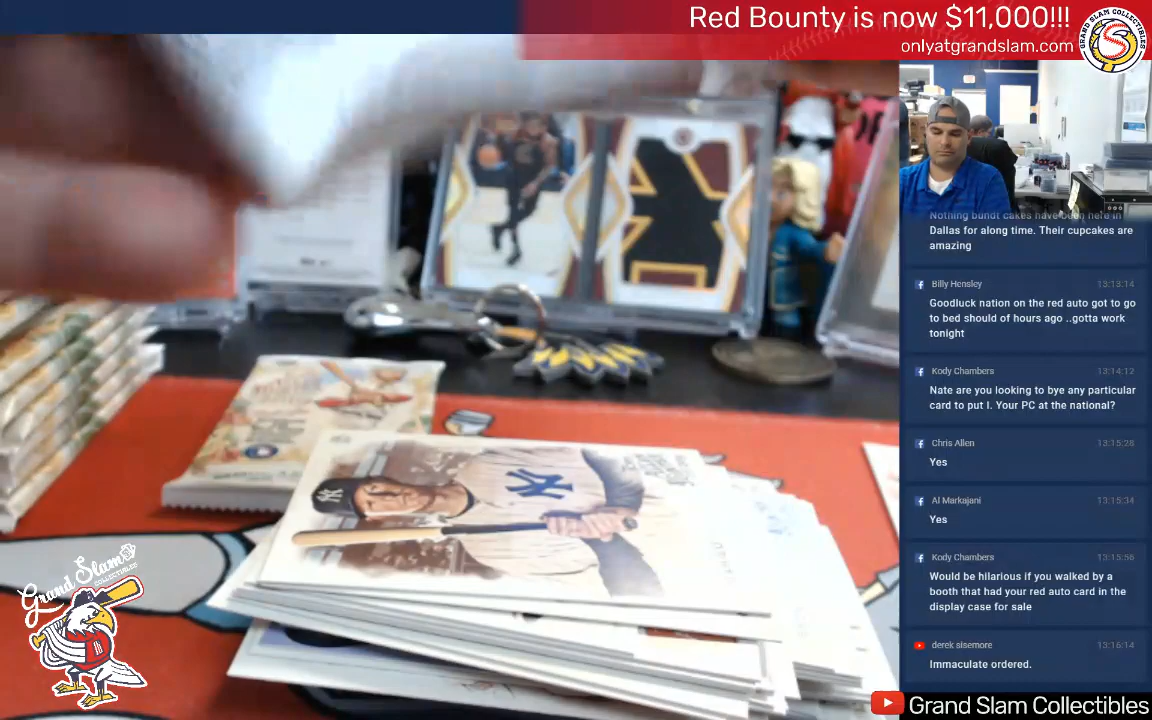 Red Bounty is now $11,000!!!
onlyatgrandslam.com
GRAND SLAM COLLECTIBLES
Nothing bundt cakes have been here in
Dallas for along time. Their cupcakes are
amazing
Billy Hensley 13:13:14
Goodluck nation on the red auto got to go
to bed should of hours ago ..gotta work
tonight
Kody Chambers 13:14:12
Nate are you looking to bye any particular
card to put I. Your PC at the national?
Chris Allen 13:15:28
Yes
Al Markajani 13:15:34
Yes
Kody Chambers 13:15:56
Would be hilarious if you walked by a
booth that had your red auto card in the
display case for sale
derek sisemore 13:16:14
Immaculate ordered.
Grand Slam
COLLECTIBLES
Grand Slam Collectibles